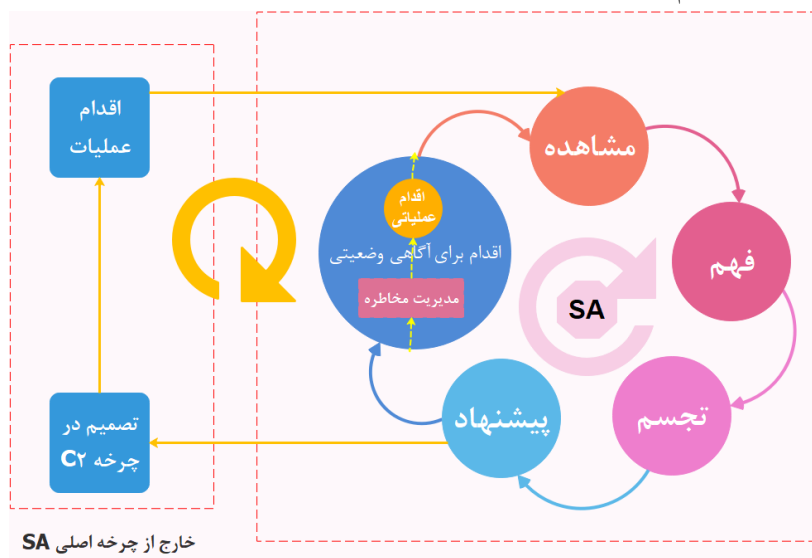 اقدام
عملیات
مشاهده
اقدام
عملیاتی
اقدام برای آگاهی وضعیتی
فهم
مدیریت مخاطره
SA
تصمیم در
چرخه C۲
پیشنهاد
تجسم
خارج از چرخه اصلی SA